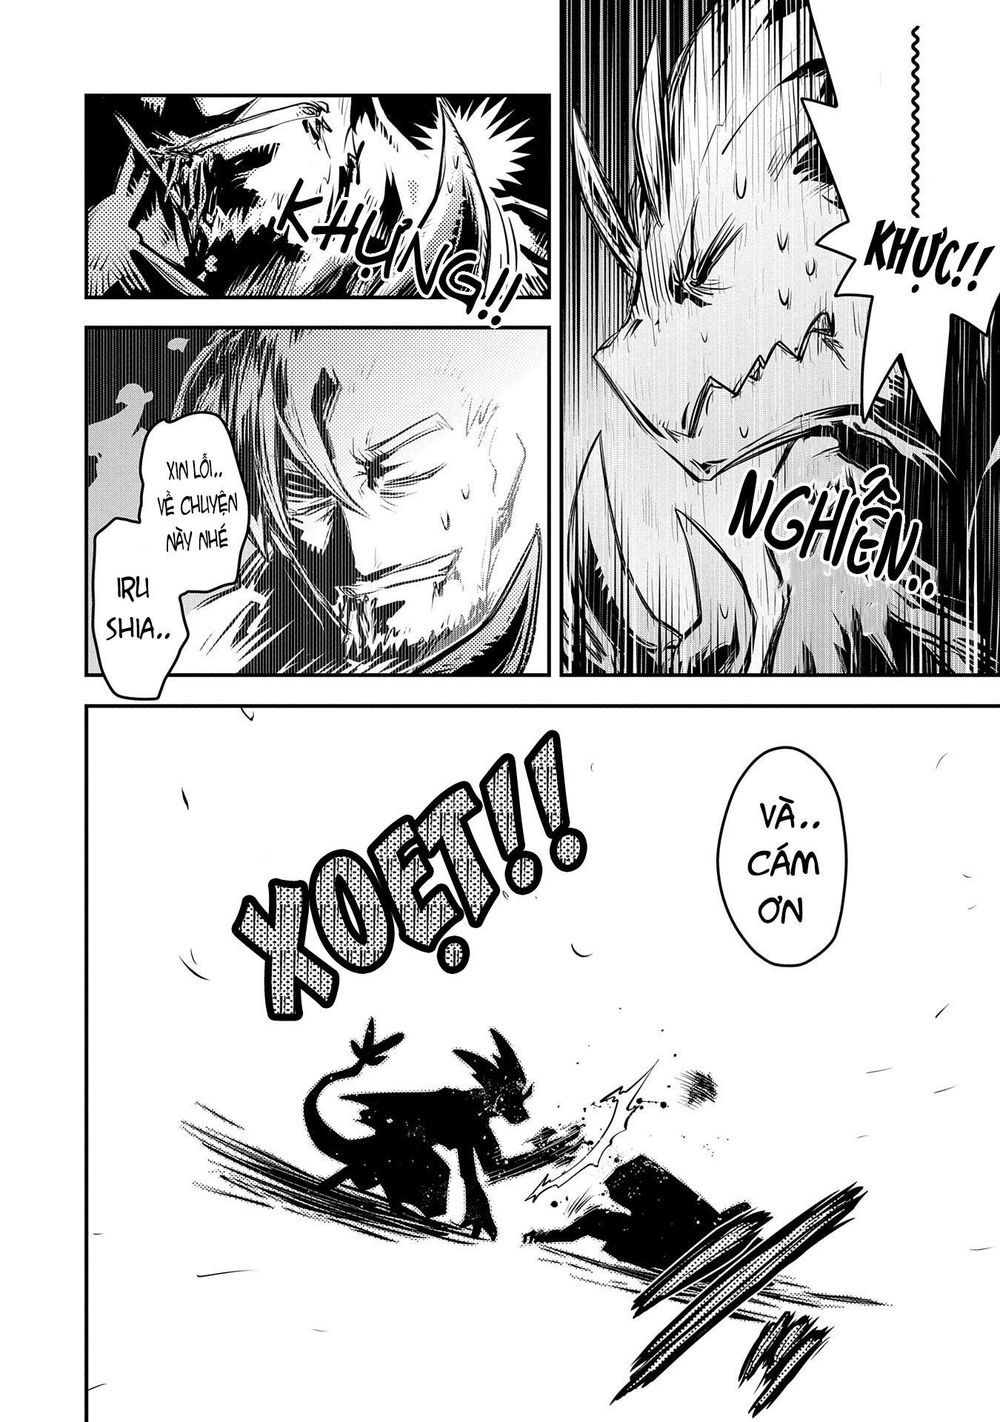 KHỰC!!
NGHIẾN..
KHỰNG!!
XIN LỖI..
VỀ CHUYỆN
NÀY NHÉ
IRU
SHIA..
VÀ..
CÁM
ƠN
XOẸT!!